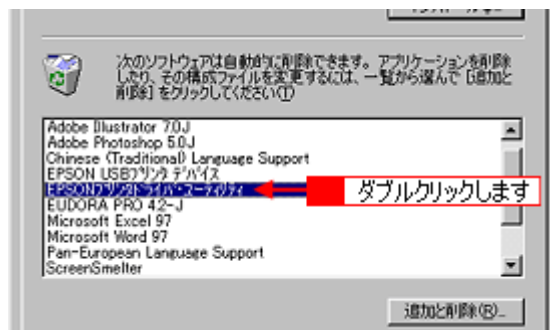 次のソフトウェアは自動的に削除できます。アプリケーションを削除
したり、その構成ファイルを変更するには、一覧から選んで [追加と
削除] をクリックしてください(T)
Adobe Illustrator 7.0J
Adobe Photoshop 5.0J
Chinese (Traditional) Language Support
EPSON USBプリンタ デバイス
EPSONプリンタドライバ・ユーティリティ
ダブルクリックします
EUDORA PRO 4.2-J
Microsoft Excel 97
Microsoft Word 97
Pan-European Language Support
ScreenSmelter
追加と削除(R)...